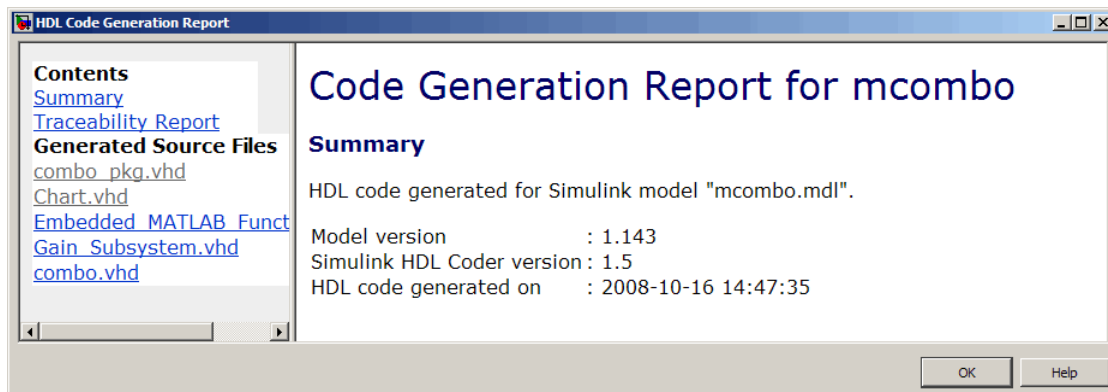 HDL Code Generation Report
Contents
Summary
Traceability Report
Generated Source Files
combo_pkg.vhd
Chart.vhd
Embedded_MATLAB_Funct
Gain_Subsystem.vhd
combo.vhd
Code Generation Report for mcombo
Summary
HDL code generated for Simulink model "mcombo.mdl".
Model version : 1.143
Simulink HDL Coder version : 1.5
HDL code generated on : 2008-10-16 14:47:35
OK Help